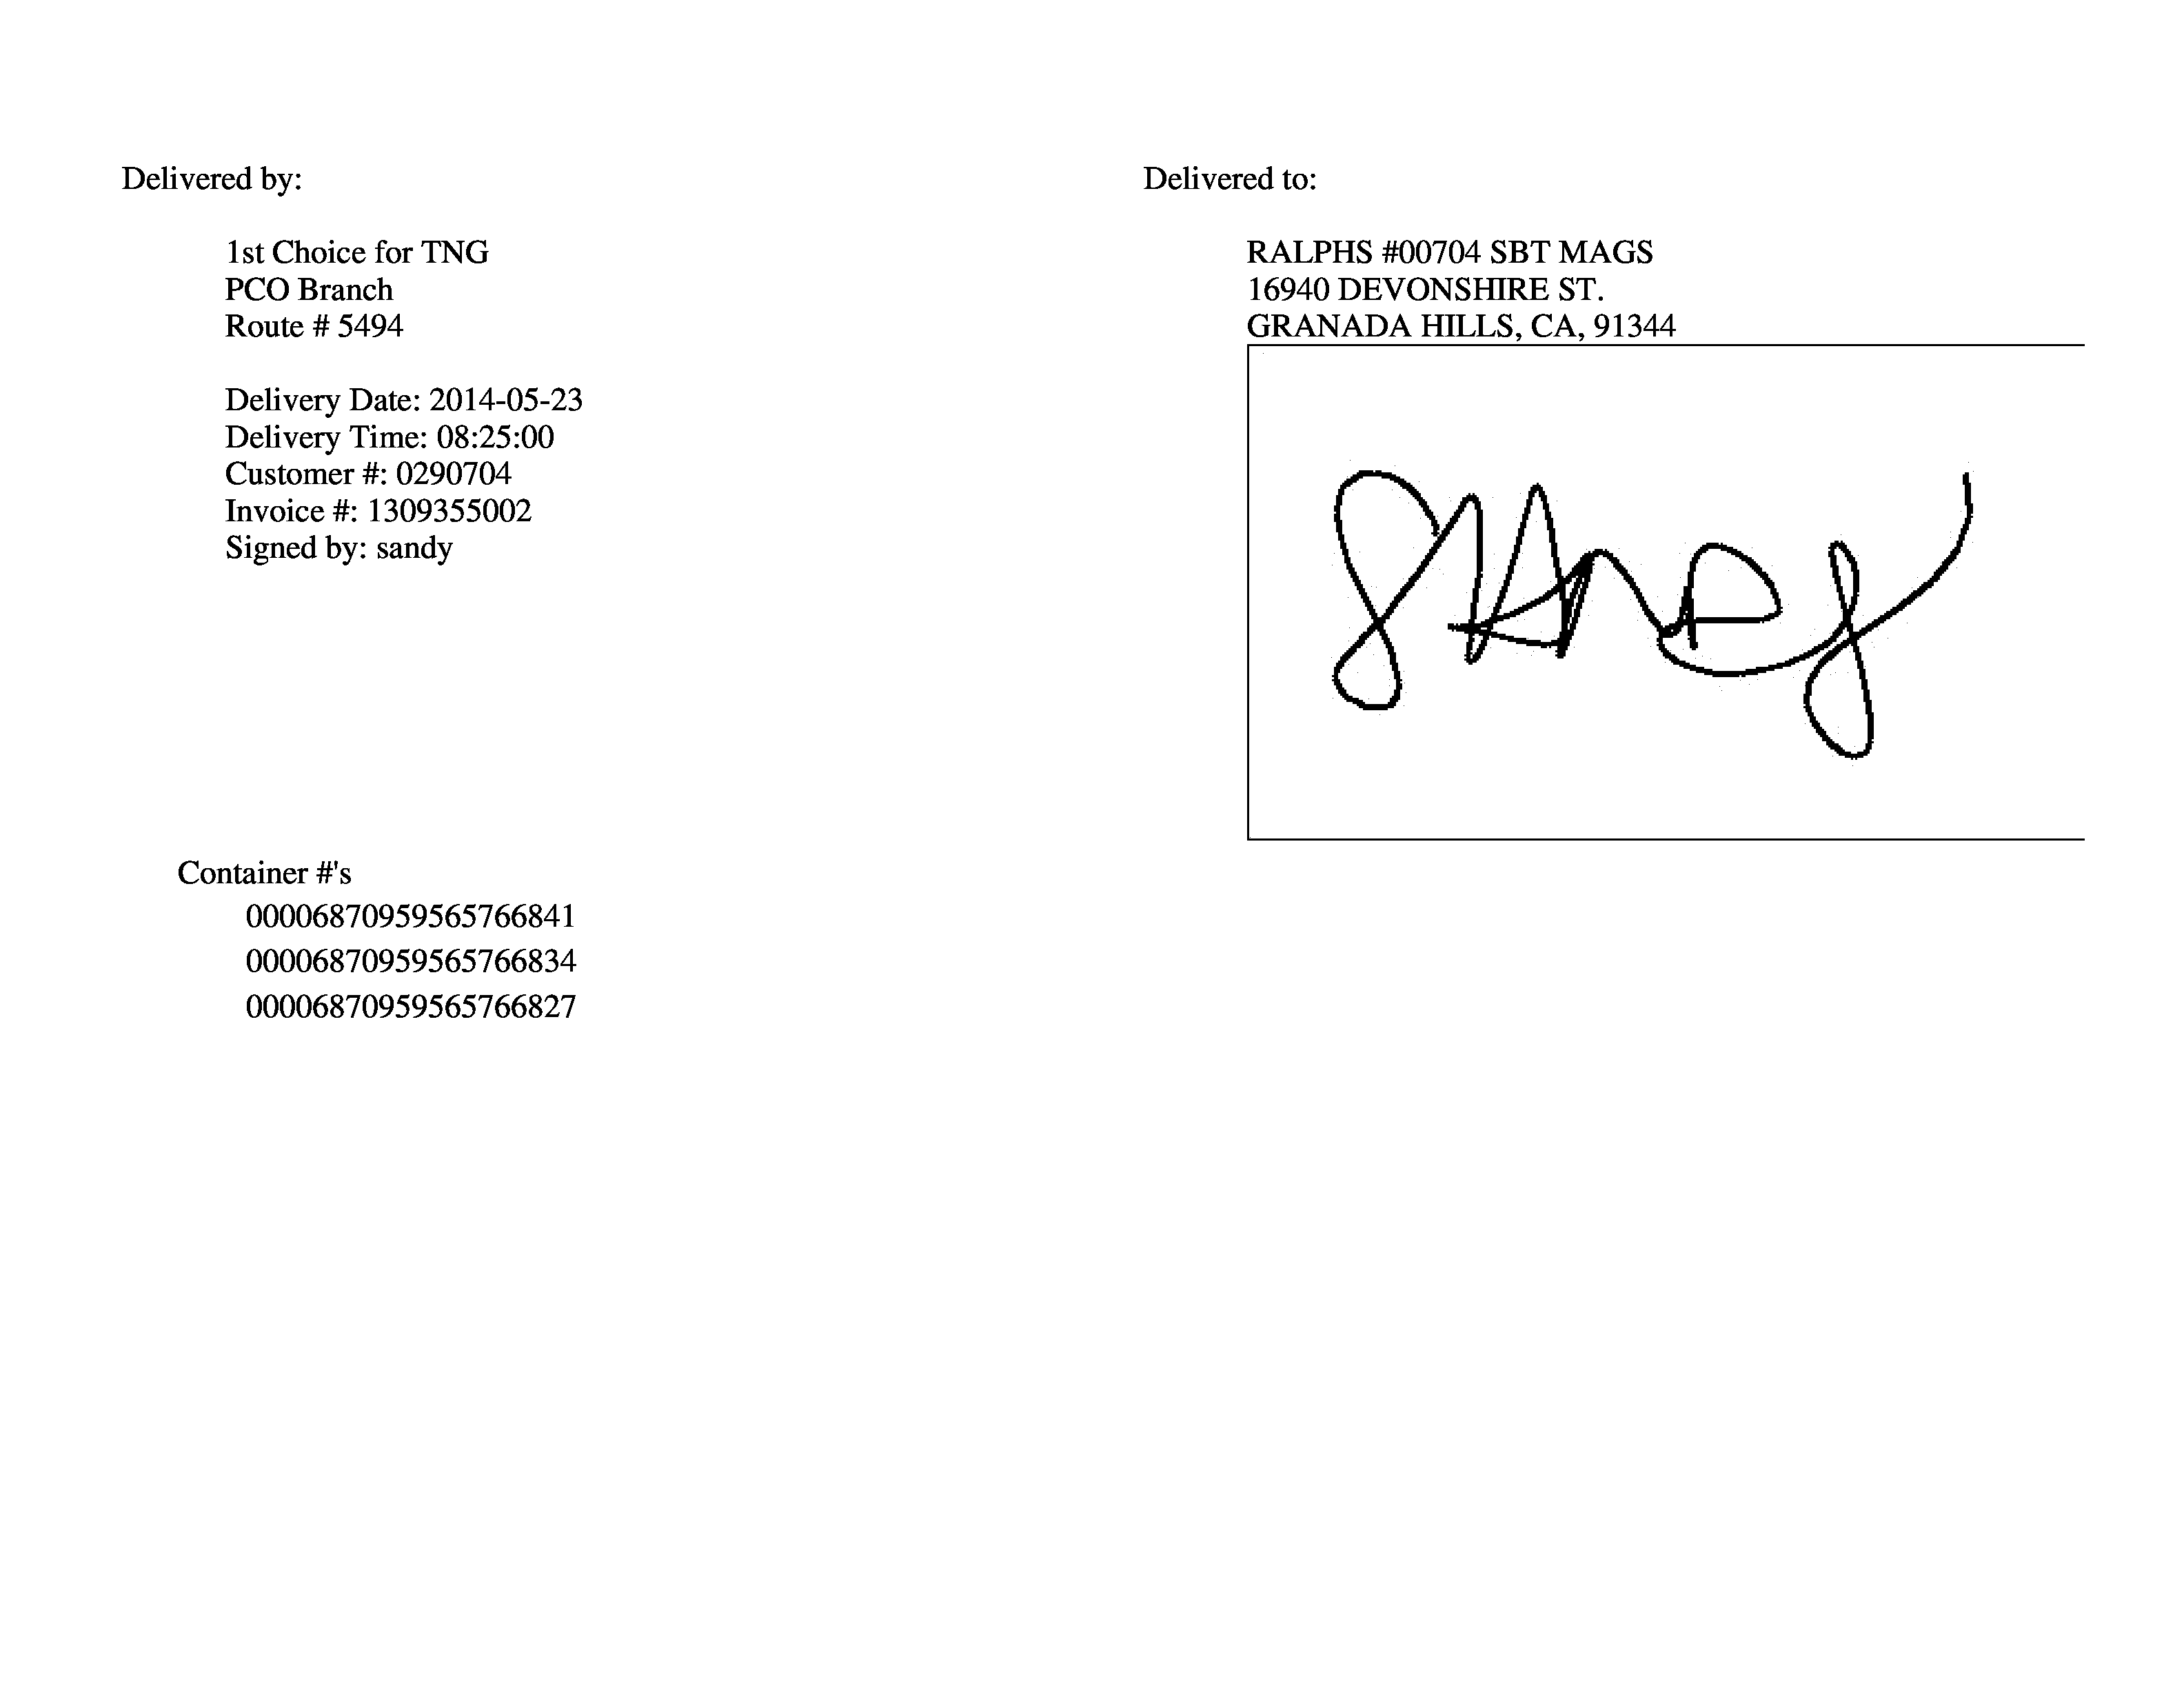 Delivered by:
1st Choice for TNG
PCO Branch
Route # 5494
Delivery Date: 2014-05-23
Delivery Time: 08:25:00
Customer #: 0290704
Invoice #: 1309355002
Signed by: sandy
Delivered to:
RALPHS #00704 SBT MAGS
16940 DEVONSHIRE ST.
GRANADA HILLS, CA, 91344
Container #'s
00006870959565766841
00006870959565766834
00006870959565766827